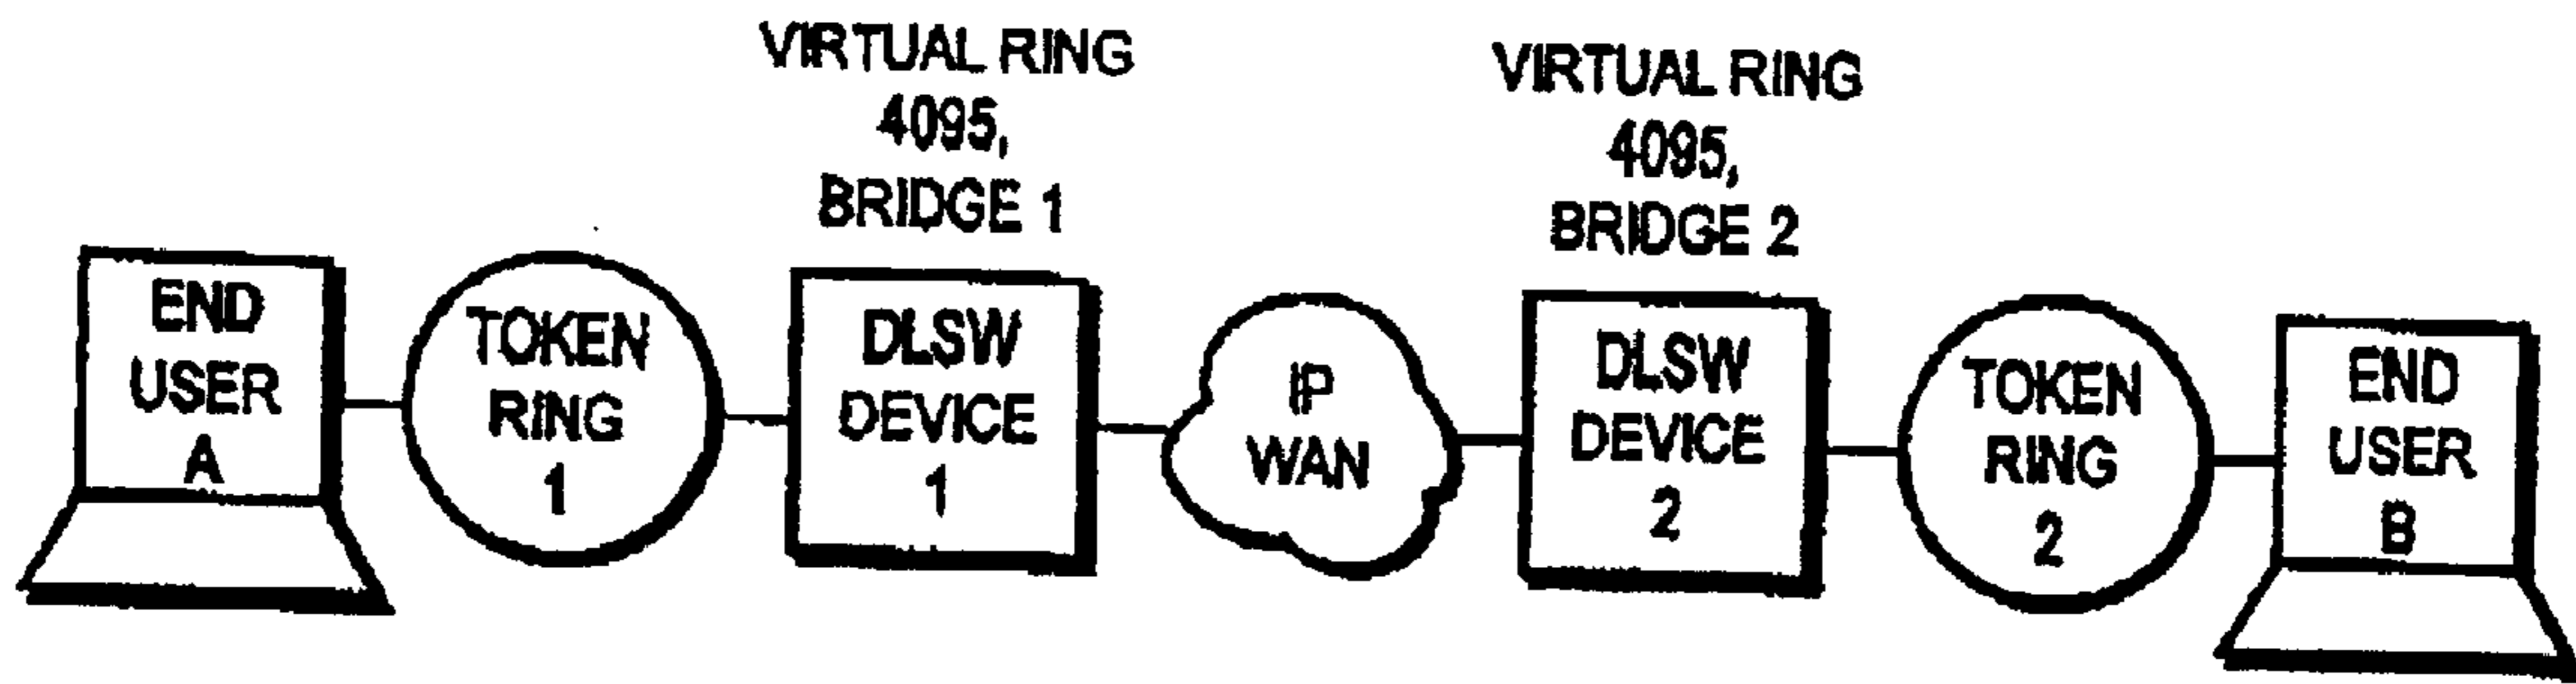 VIRTUAL RING
4095,
BRIDGE 1
VIRTUAL RING
4095,
BRIDGE 2
END
USER
A
TOKEN
RING
1
DLSW
DEVICE
1
IP
WAN
DLSW
DEVICE
2
TOKEN
RING
2
END
USER
B